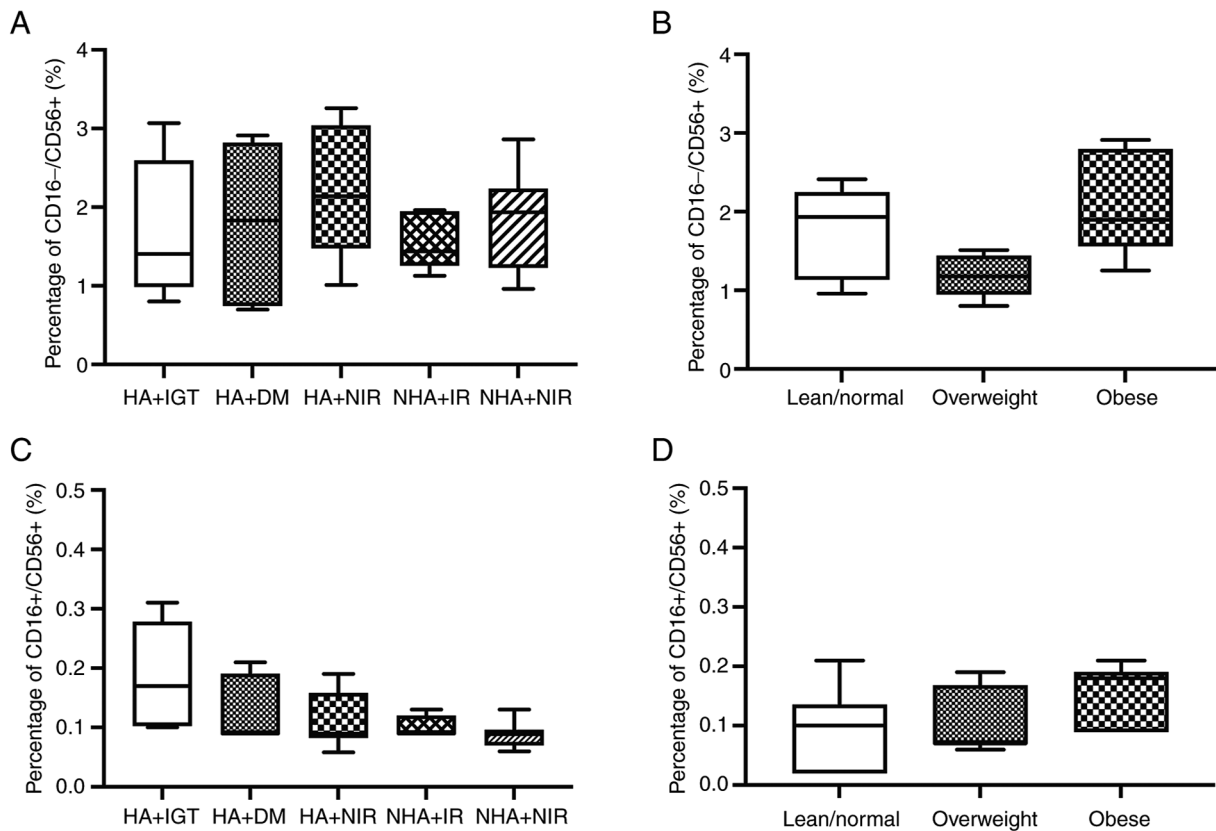 A
Percentage of CD16−/CD56+ (%)
4
3
2
1
0
HA+IGT HA+DM HA+NIR NHA+IR NHA+NIR
B
Percentage of CD16−/CD56+ (%)
4
3
2
1
0
Lean/normal Overweight Obese
C
Percentage of CD16+/CD56+ (%)
0.5
0.4
0.3
0.2
0.1
0.0
HA+IGT HA+DM HA+NIR NHA+IR NHA+NIR
D
Percentage of CD16+/CD56+ (%)
0.5
0.4
0.3
0.2
0.1
0.0
Lean/normal Overweight Obese